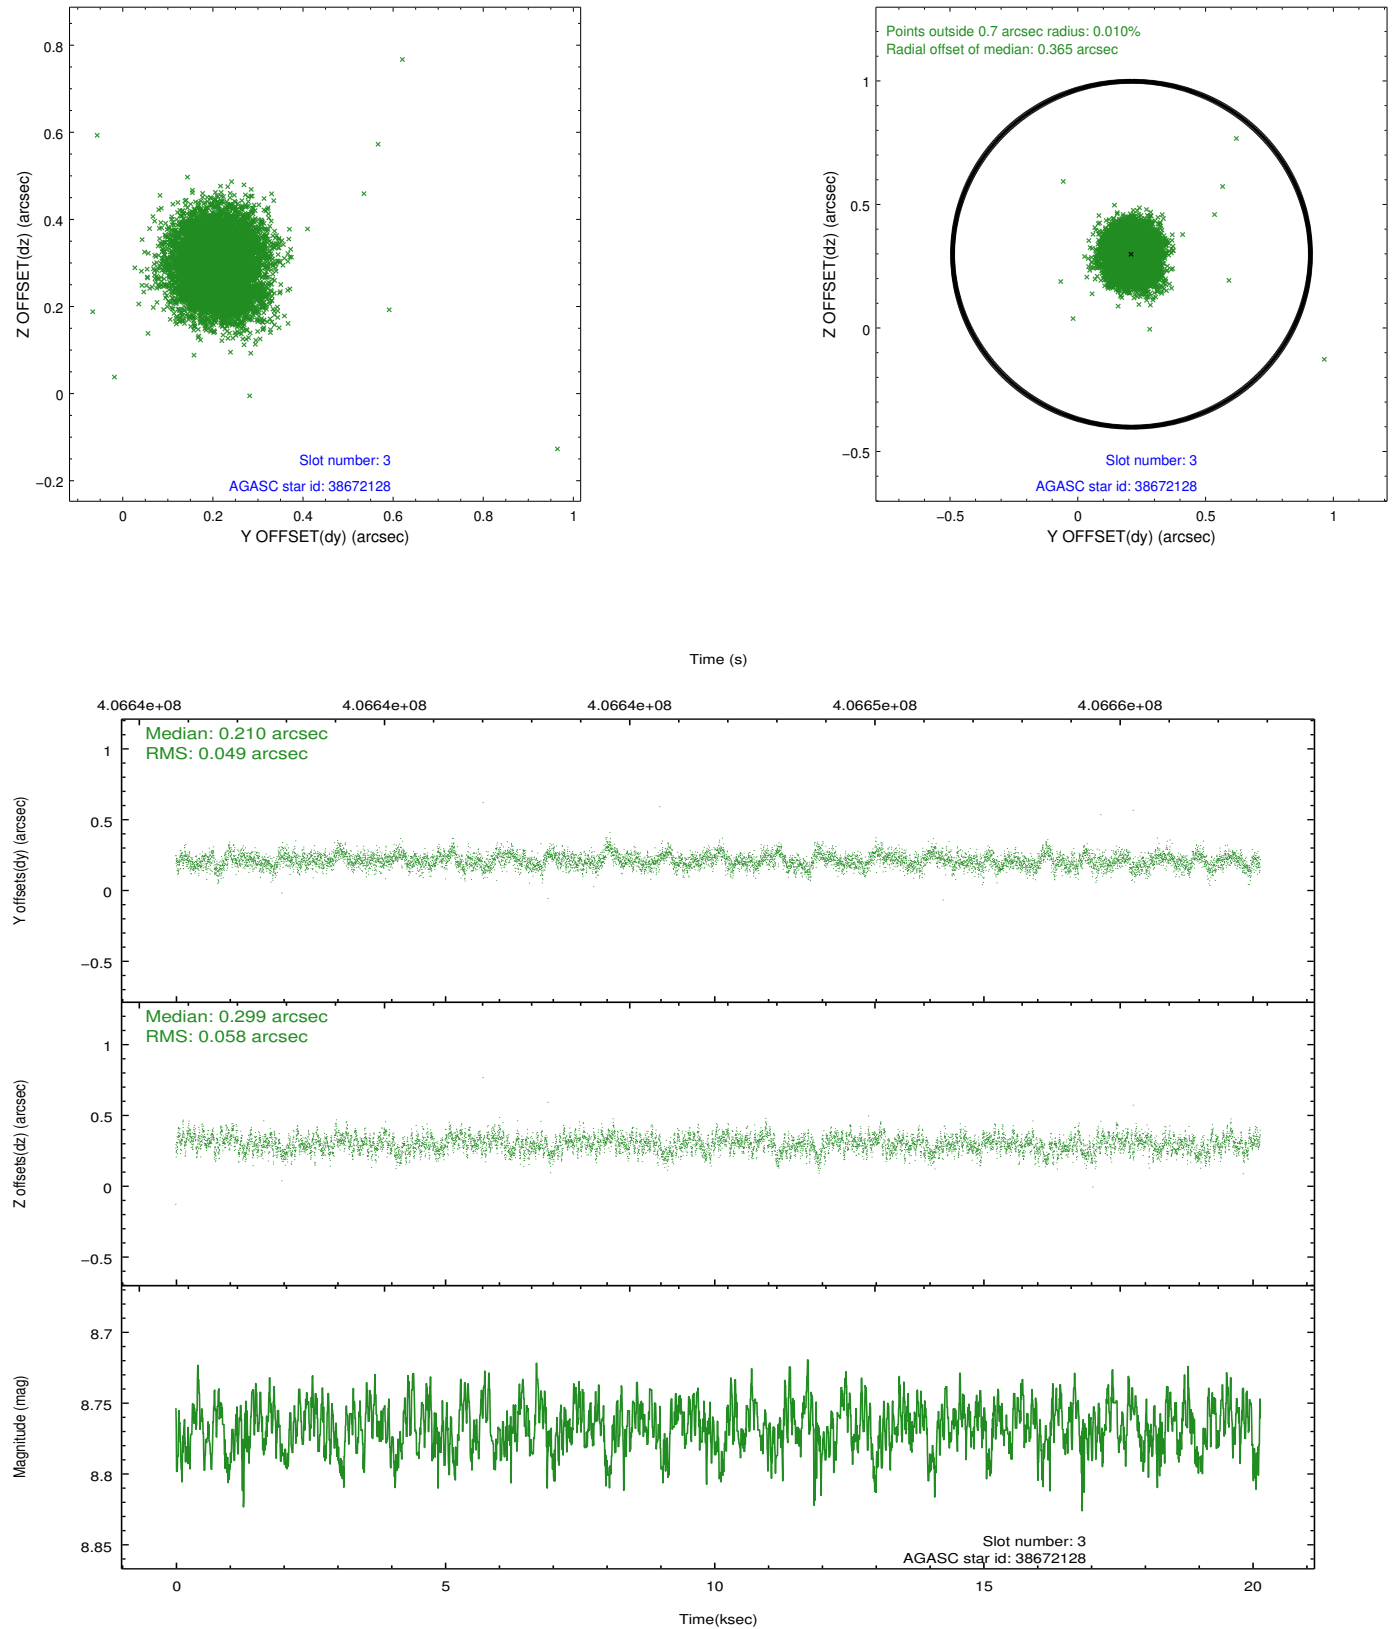 0.8
0.6
0.4
0.2
0
−0.2
0
0.2
0.4
0.6
0.8
1
Z OFFSET(dz) (arcsec)
Y OFFSET(dy) (arcsec)
Slot number: 3
AGASC star id: 38672128
Points outside 0.7 arcsec radius: 0.010%
Radial offset of median: 0.365 arcsec
1
0.5
0
−0.5
−0.5
0
0.5
1
Z OFFSET(dz) (arcsec)
Y OFFSET(dy) (arcsec)
Slot number: 3
AGASC star id: 38672128
Time (s)
4.0664e+08
4.0664e+08
4.0664e+08
4.0665e+08
4.0666e+08
Median: 0.210 arcsec
RMS: 0.049 arcsec
1
0.5
0
−0.5
Y offsets(dy) (arcsec)
Median: 0.299 arcsec
RMS: 0.058 arcsec
1
0.5
0
−0.5
Z offsets(dz) (arcsec)
8.7
8.75
8.8
8.85
Magnitude (mag)
Slot number: 3
AGASC star id: 38672128
0
5
10
15
20
Time(ksec)